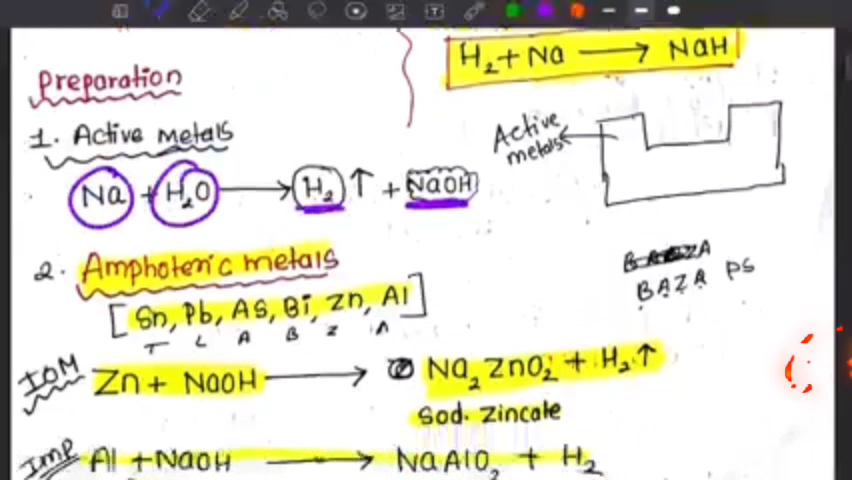 H₂ + Na ⟶ NaH
Preparation
1. Active metals
Active metals
Na + H₂O ⟶ H₂ ↑ + NaOH
2. Amphoteric metals
[Sn, Pb, As, Bi, Zn, Al]
T L A B Z A
BAZA PS
IOM Zn + NaOH ⟶ Na₂ZnO₂ + H₂ ↑
Sod. Zincate
Imp Al + NaOH ⟶ NaAlO₂ + H₂